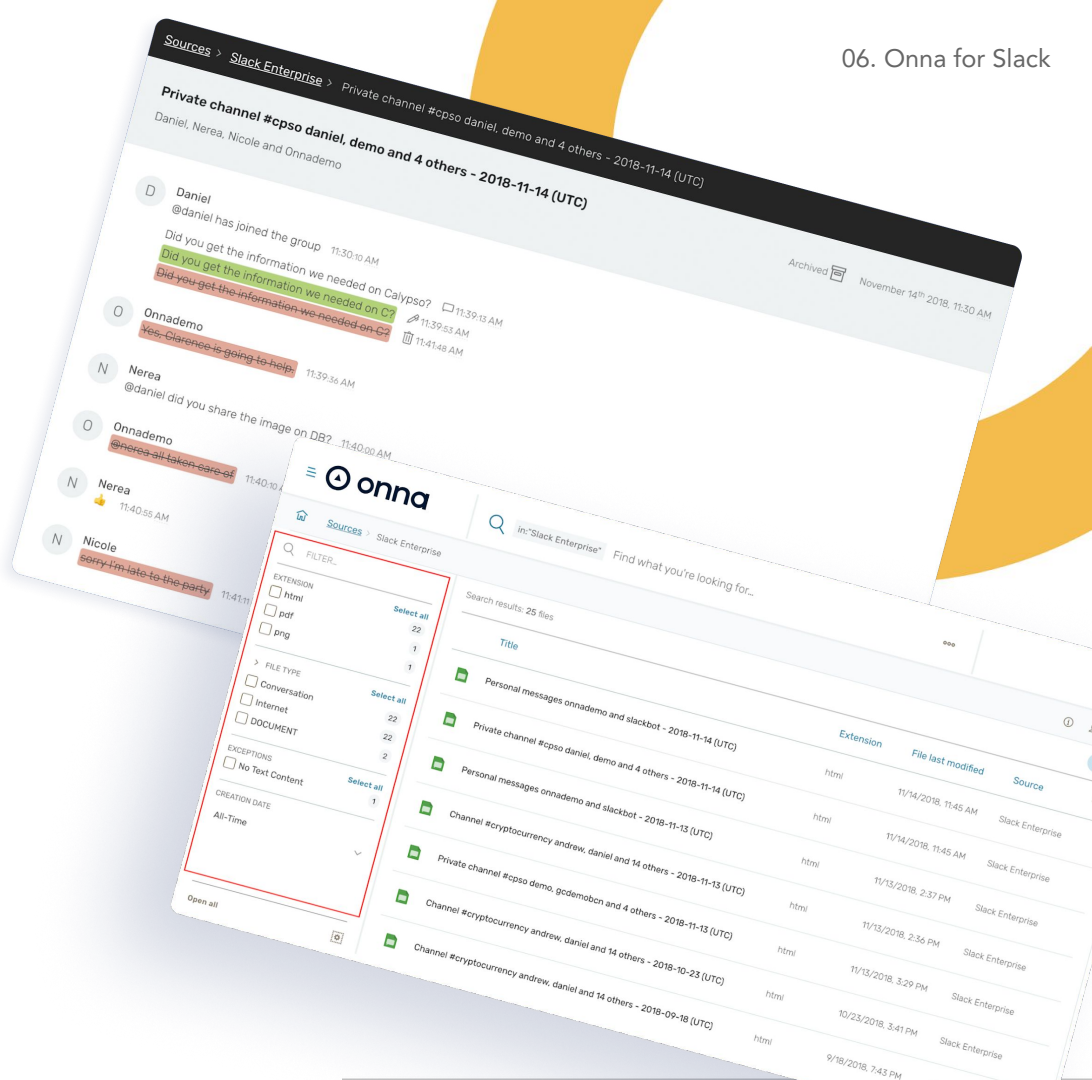 06. Onna for Slack
Sources > Slack Enterprise > Private channel #cpso daniel, demo and 4 others - 2018-11-14 (UTC)
Private channel #cpso daniel, demo and 4 others - 2018-11-14 (UTC)
Daniel, Nerea, Nicole and Onnademo
Archived November 14th 2018, 11:30 AM
D Daniel
@daniel has joined the group 11:30:10 AM
Did you get the information we needed on Calypso? 11:39:13 AM
Did you get the information we needed on C? 11:39:53 AM
Did you get the information we needed on C? 11:41:48 AM
O Onnademo
Yes, Clarence is going to help. 11:39:36 AM
N Nerea
@daniel did you share the image on DB? 11:40:00 AM
O Onnademo
@nerea all taken care of 11:40:10
N Nerea
👍 11:40:55 AM
N Nicole
sorry I'm late to the party 11:41:11
onna
in:"Slack Enterprise" Find what you're looking for...
Sources > Slack Enterprise
FILTER...
EXTENSION Select all
html 22
pdf 1
png 1
> FILE TYPE Select all
Conversation 22
Internet 22
DOCUMENT 2
EXCEPTIONS Select all
No Text Content 1
CREATION DATE
All-Time
Open all
Search results: 25 files
Title Extension File last modified Source
Personal messages onnademo and slackbot - 2018-11-14 (UTC) html 11/14/2018, 11:45 AM Slack Enterprise
Private channel #cpso daniel, demo and 4 others - 2018-11-14 (UTC) html 11/14/2018, 11:45 AM Slack Enterprise
Personal messages onnademo and slackbot - 2018-11-13 (UTC) html 11/13/2018, 2:37 PM Slack Enterprise
Channel #cryptocurrency andrew, daniel and 14 others - 2018-11-13 (UTC) html 11/13/2018, 2:36 PM Slack Enterprise
Private channel #cpso demo, gcdemobcn and 4 others - 2018-11-13 (UTC) html 11/13/2018, 3:29 PM Slack Enterprise
Channel #cryptocurrency andrew, daniel and 14 others - 2018-10-23 (UTC) html 10/23/2018, 3:41 PM Slack Enterprise
Channel #cryptocurrency andrew, daniel and 14 others - 2018-09-18 (UTC) html 9/18/2018, 7:43 PM